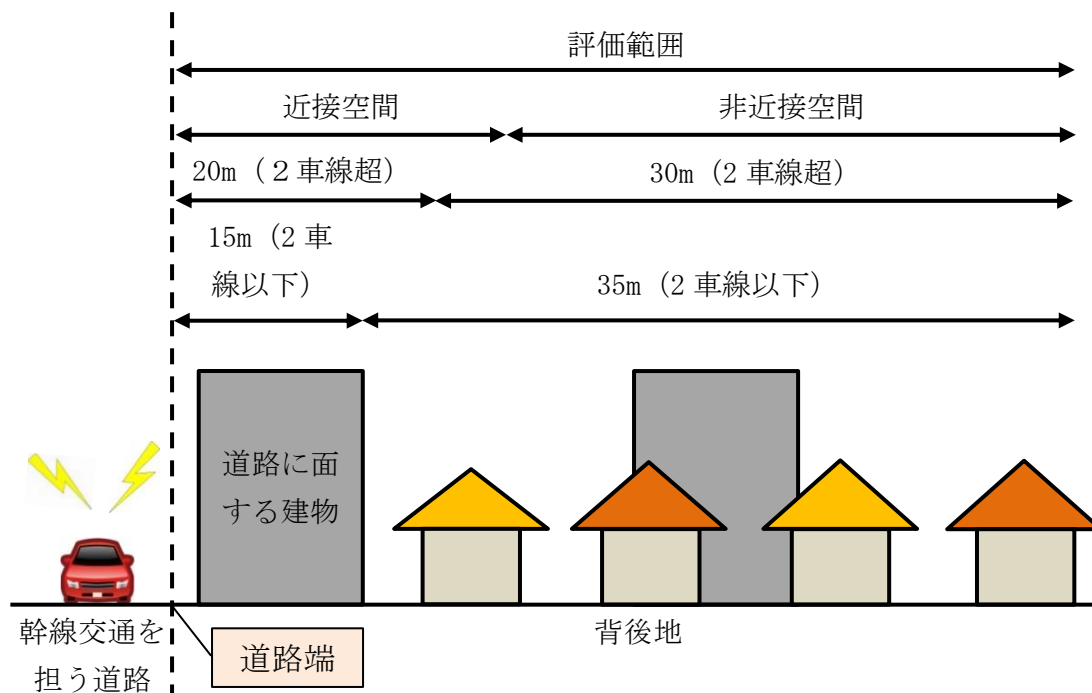 評価範囲
近接空間
非近接空間
20m（２車線超）
30m（2 車線超）
15m（2 車
線以下）
35m（2 車線以下）
道路に面
する建物
幹線交通を
担う道路
道路端
背後地